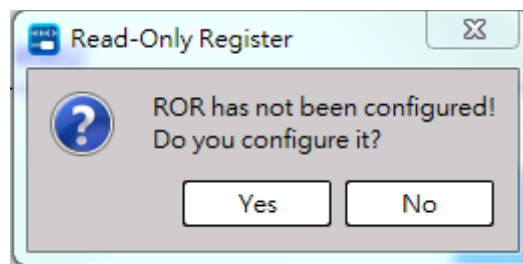 Read-Only Register
ROR has not been configured!
Do you configure it?
Yes No